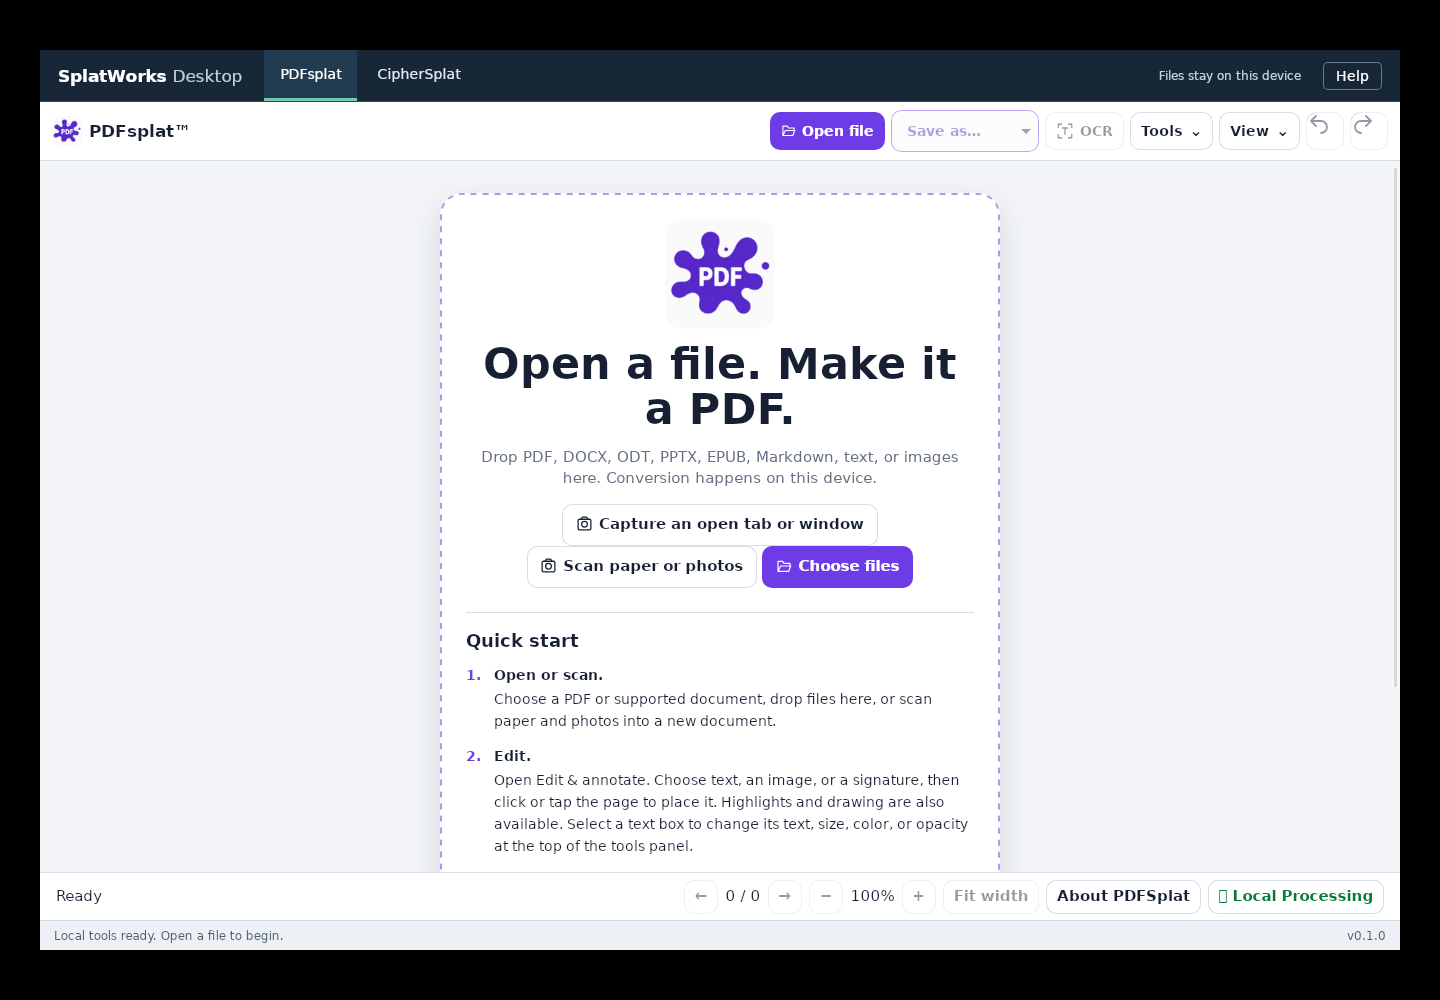 SplatWorks Desktop
PDFsplat
CipherSplat
Files stay on this device
Help
PDF
PDFsplat™
Open file
Save as...
OCR
Tools
View
PDF
Open a file. Make it
a PDF.
Drop PDF, DOCX, ODT, PPTX, EPUB, Markdown, text, or images
here. Conversion happens on this device.
Capture an open tab or window
Scan paper or photos
Choose files
Quick start
1. Open or scan.
Choose a PDF or supported document, drop files here, or scan
paper and photos into a new document.
2. Edit.
Open Edit & annotate. Choose text, an image, or a signature, then
click or tap the page to place it. Highlights and drawing are also
available. Select a text box to change its text, size, color, or opacity
at the top of the tools panel.
Ready
← 0 / 0 → − 100% + Fit width
About PDFSplat
Local Processing
Local tools ready. Open a file to begin.
v0.1.0